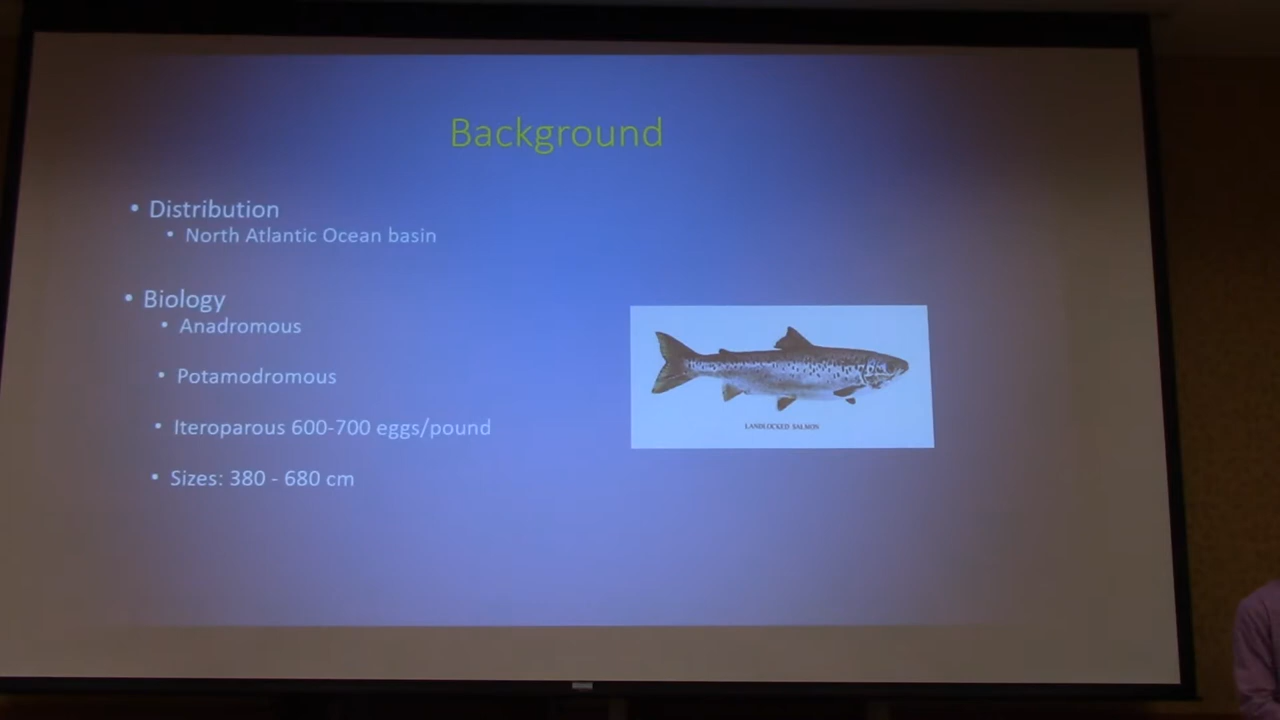 Background
• Distribution
• North Atlantic Ocean basin
• Biology
• Anadromous
• Potamodromous
• Iteroparous 600-700 eggs/pound
• Sizes: 380 - 680 cm
LANDLOCKED SALMON